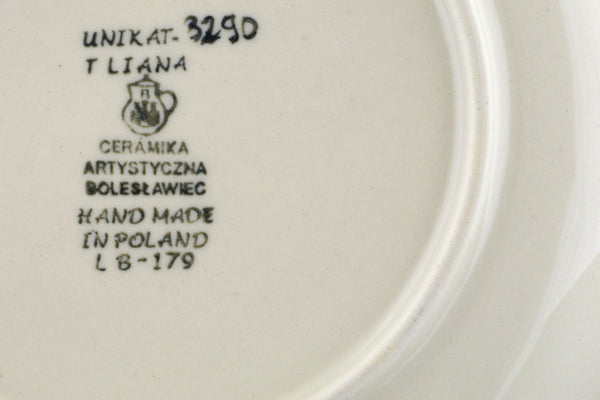 UNIKAT-3290
T LIANA
B
CERAMIKA
ARTYSTYCZNA
BOLESŁAWIEC
HAND MADE
IN POLAND
L B-179